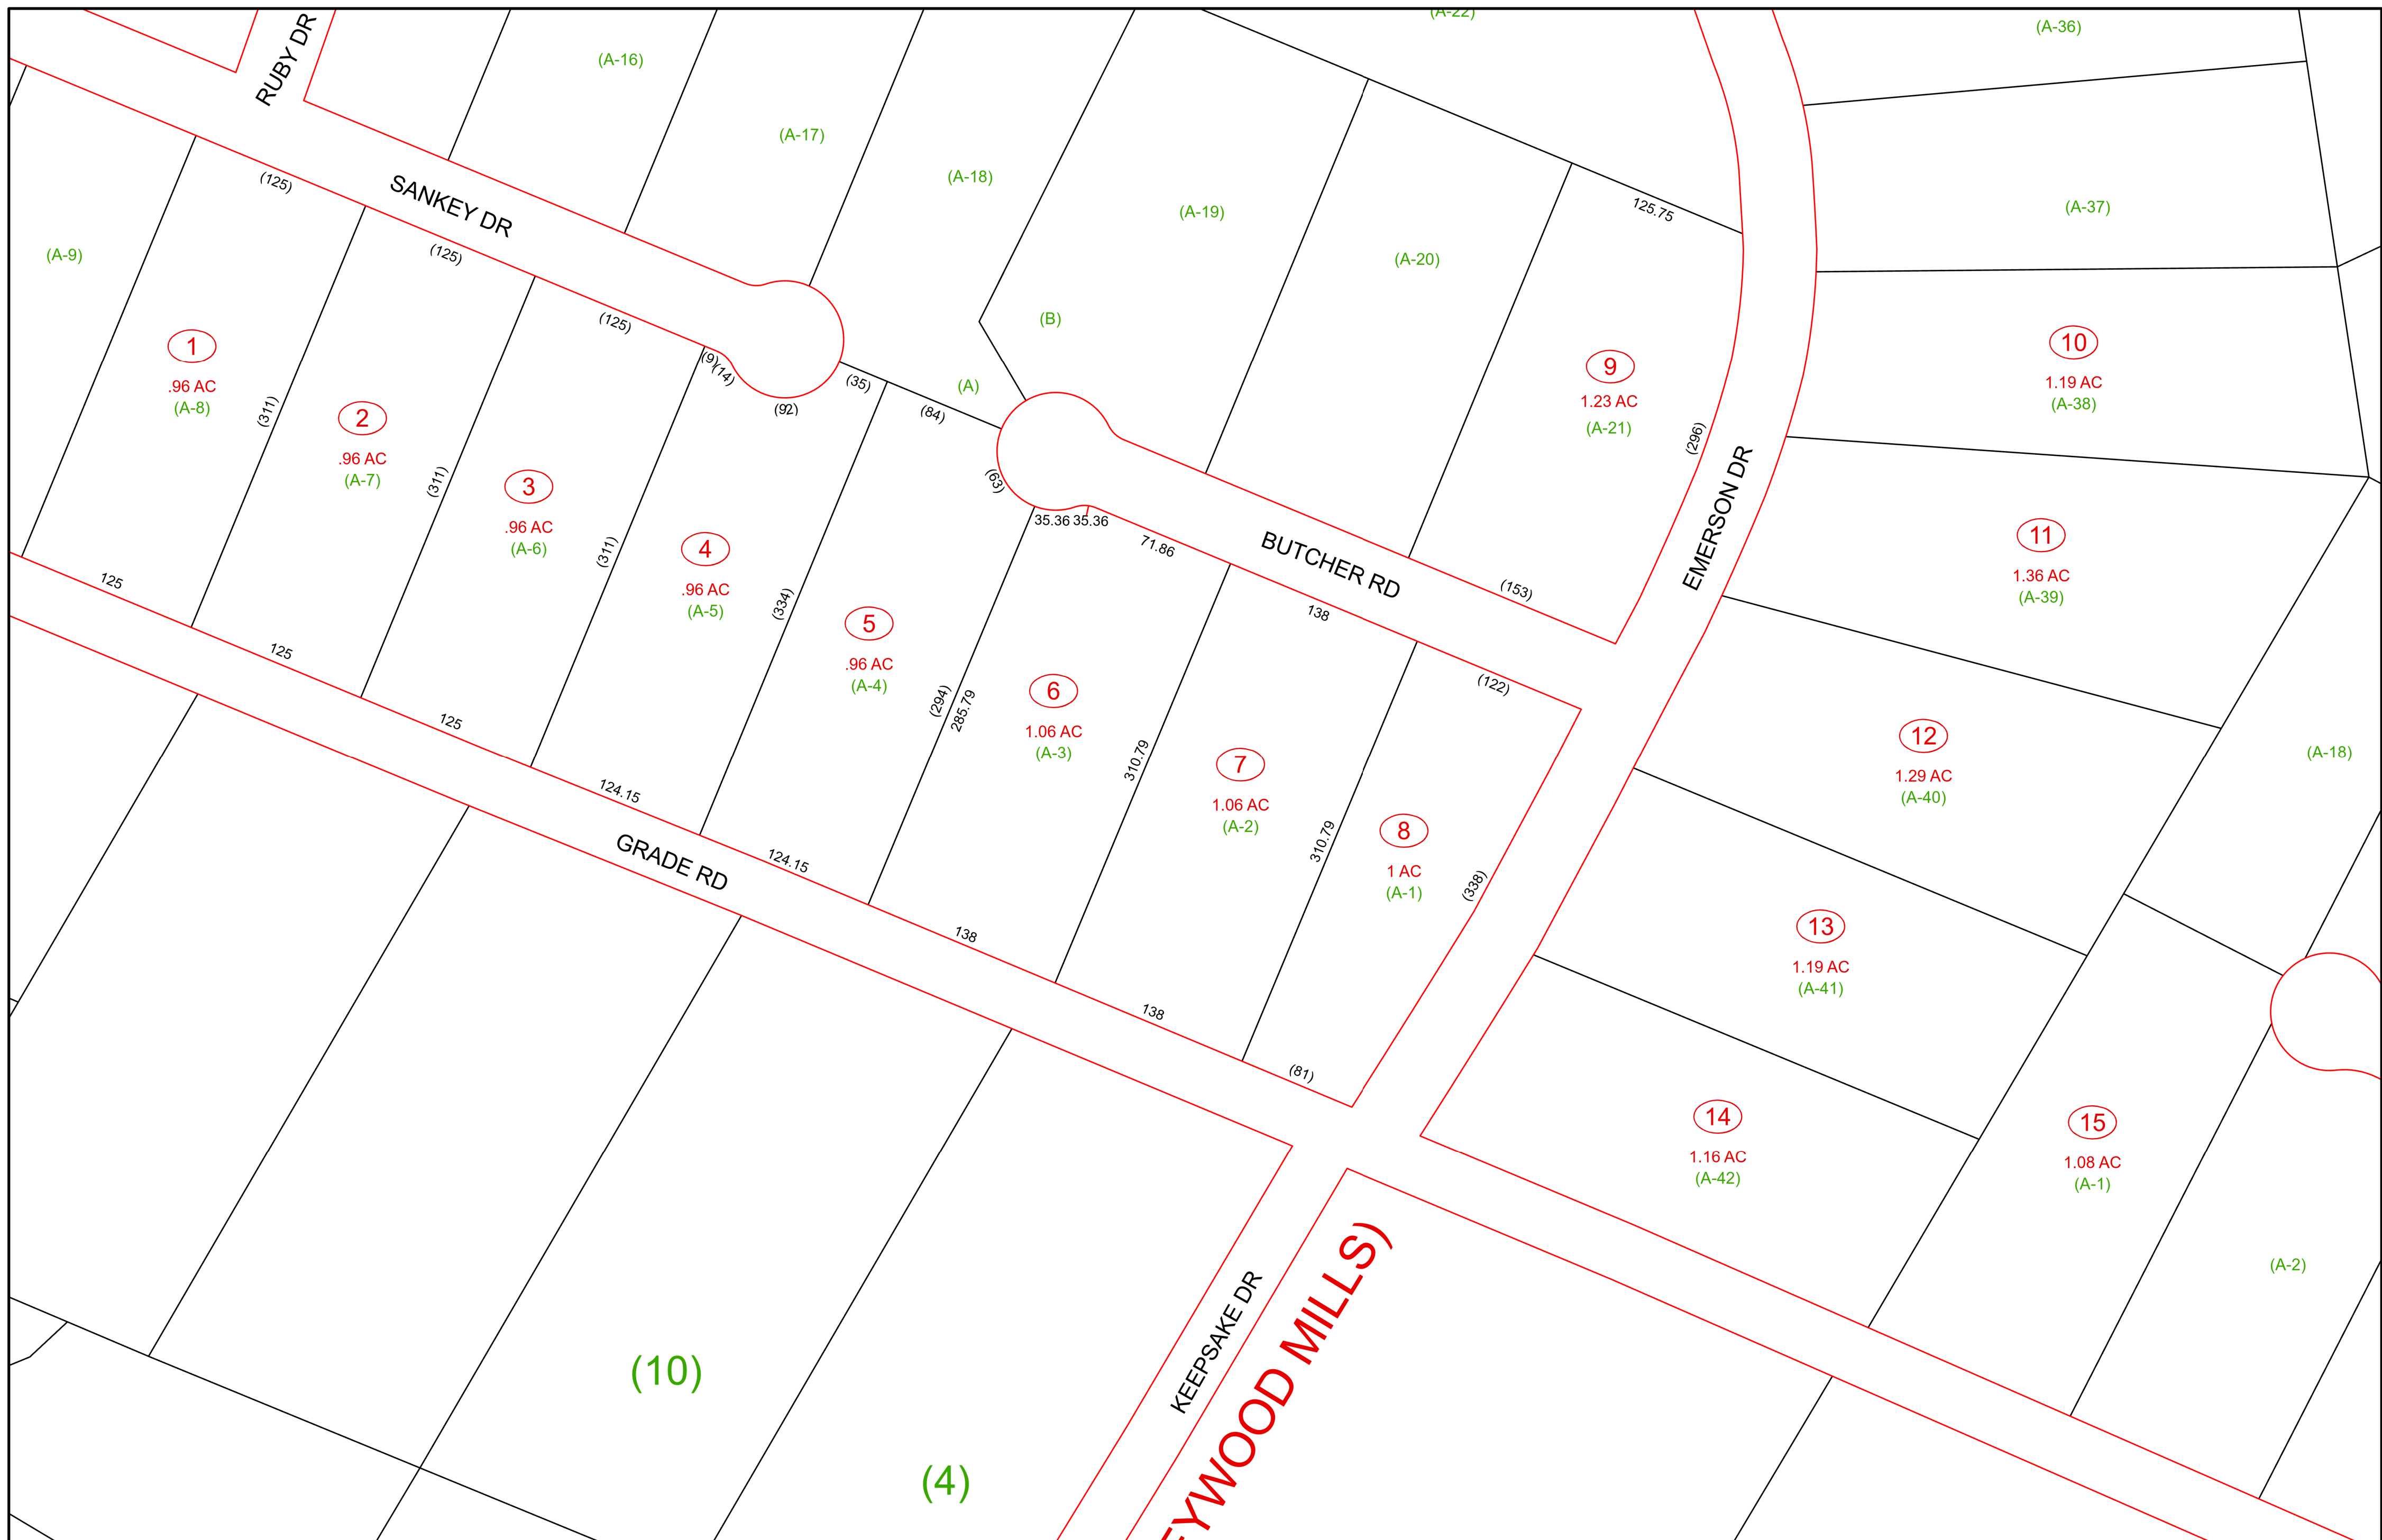 (A-22)
(A-36)
RUBY DR
(A-16)
(A-17)
(A-18)
(A-19)
(A-20)
125.75
(A-37)
(A-9)
(125)
SANKEY DR
(125)
(125)
(9)
(14)
(92)
(35)
(84)
(A)
(B)
(63)
35.36
35.36
71.86
BUTCHER RD
138
(153)
(122)
1
.96 AC
(A-8)
(311)
2
.96 AC
(A-7)
(311)
3
.96 AC
(A-6)
(311)
4
.96 AC
(A-5)
(334)
5
.96 AC
(A-4)
(294)
285.79
6
1.06 AC
(A-3)
310.79
7
1.06 AC
(A-2)
310.79
8
1 AC
(A-1)
(338)
9
1.23 AC
(A-21)
(296)
EMERSON DR
10
1.19 AC
(A-38)
11
1.36 AC
(A-39)
12
1.29 AC
(A-40)
(A-18)
13
1.19 AC
(A-41)
14
1.16 AC
(A-42)
15
1.08 AC
(A-1)
(A-2)
125
125
125
124.15
124.15
138
138
(81)
GRADE RD
KEEPSAKE DR
EYWOOD MILLS)
(10)
(4)